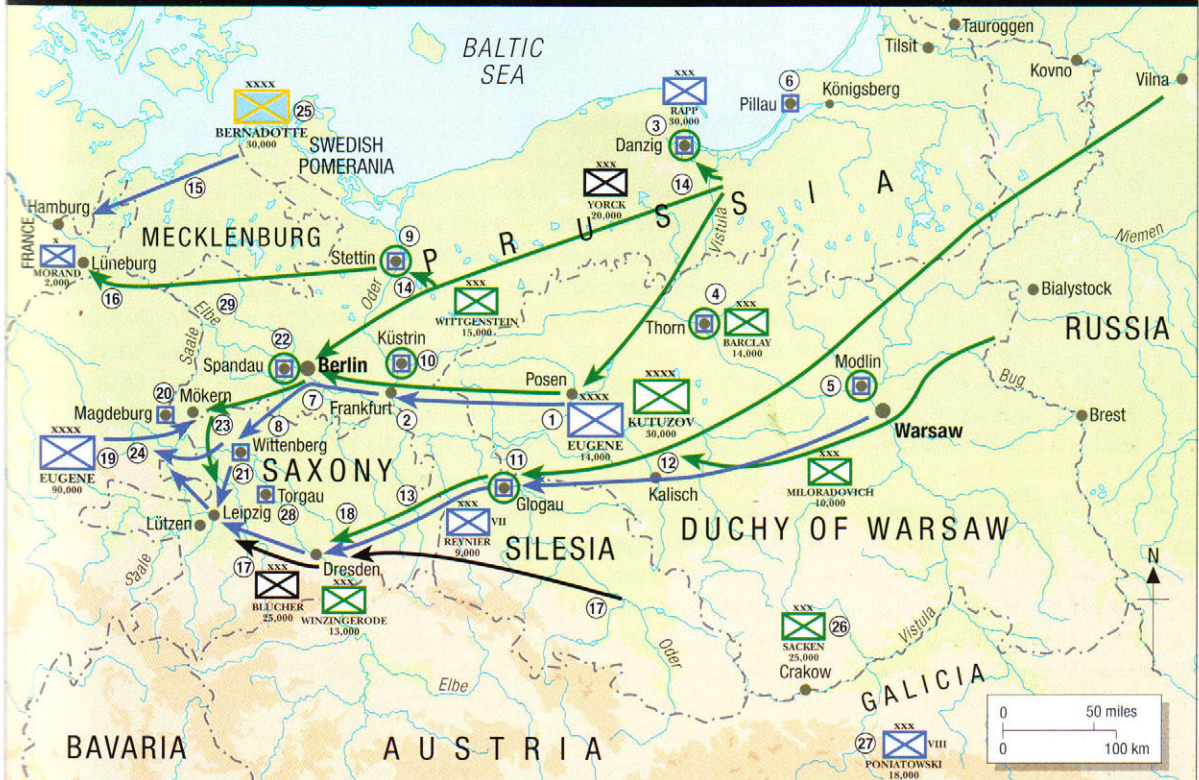 BALTIC
SEA
Tauroggen
Tilsit
Kovno
Vilna
xxxx
25
BERNADOTTE
30,000
SWEDISH
POMERANIA
xxx
RAPP
30,000
6
Pillau
Königsberg
3
Danzig
15
xxx
YORCK
20,000
14
Hamburg
FRANCE
MECKLENBURG
PRUSSIA
Vistula
Niemen
x
MORAND
2,000
Lüneburg
16
9
Stettin
14
Oder
xxx
WITTGENSTEIN
15,000
29
Elbe
Saale
4
Thorn
xxx
BARCLAY
14,000
Bialystock
RUSSIA
22
Spandau
Berlin
Küstrin
10
Modlin
5
Bug
Brest
Warsaw
20
Magdeburg
Mökern
7
Frankfurt
2
Posen
1
xxxx
EUGENE
14,000
xxxx
KUTUZOV
30,000
23
8
xxxx
EUGENE
90,000
19
24
Wittenberg
21
SAXONY
Torgau
11
Glogau
12
Kalisch
xxx
MILORADOVICH
10,000
13
18
28
Leipzig
Lützen
xxx
VII
REYNIER
9,000
SILESIA
DUCHY OF WARSAW
Saale
17
Dresden
xxx
BLÜCHER
25,000
xxx
WINZINGERODE
13,000
17
Oder
N
xxx
26
SACKEN
25,000
Crakow
Vistula
Elbe
GALICIA
BAVARIA
AUSTRIA
27
xxx
VIII
PONIATOWSKI
18,000
0 50 miles
0 100 km